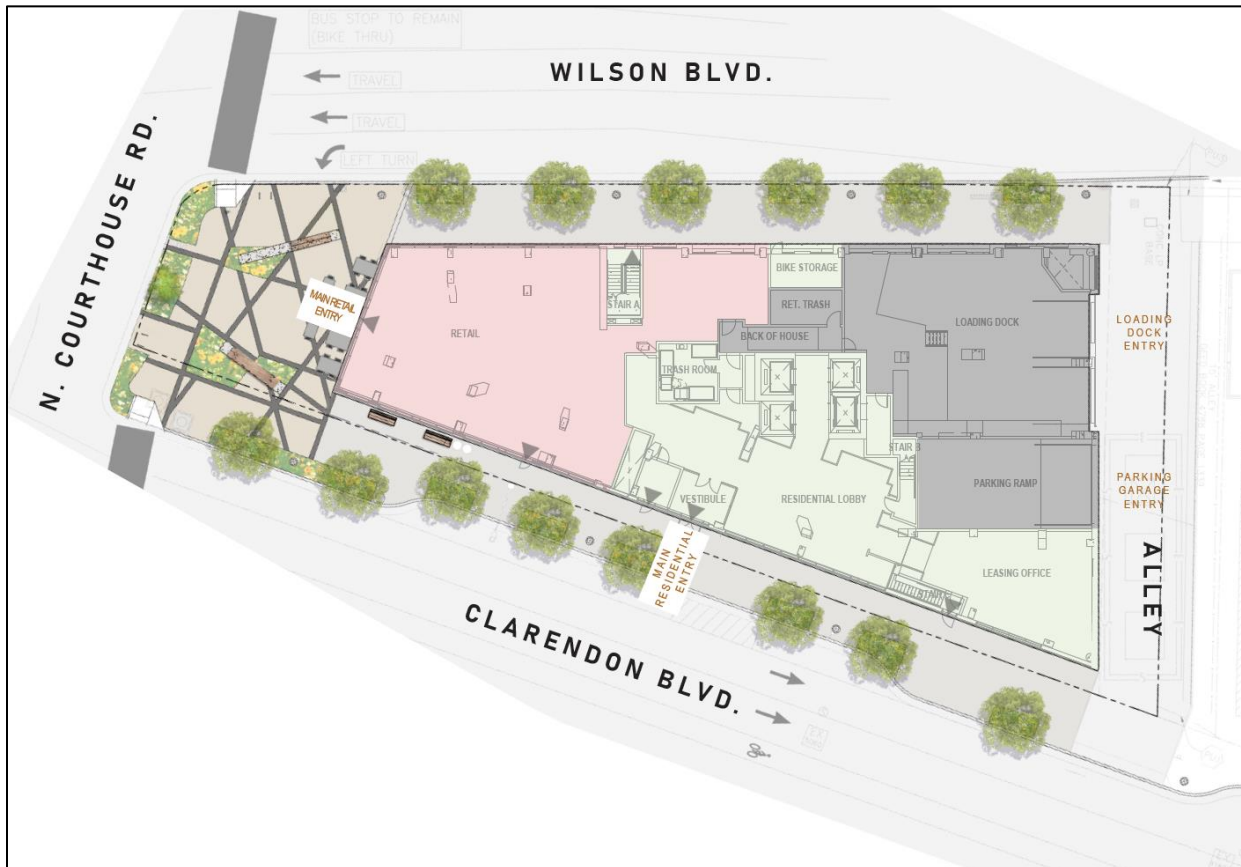 BUS STOP TO REMAIN
(BIKE THRU)
WILSON BLVD.
TRAVEL
TRAVEL
LEFT TURN
N. COURTHOUSE RD.
MAIN RETAIL
ENTRY
RETAIL
STAIR A
BIKE STORAGE
RET. TRASH
BACK OF HOUSE
LOADING DOCK
TRASH ROOM
LOADING
DOCK
ENTRY
STAIR B
PARKING RAMP
PARKING
GARAGE
ENTRY
VESTIBULE
RESIDENTIAL LOBBY
MAIN
RESIDENTIAL
ENTRY
LEASING OFFICE
ALLEY
CLARENDON BLVD.